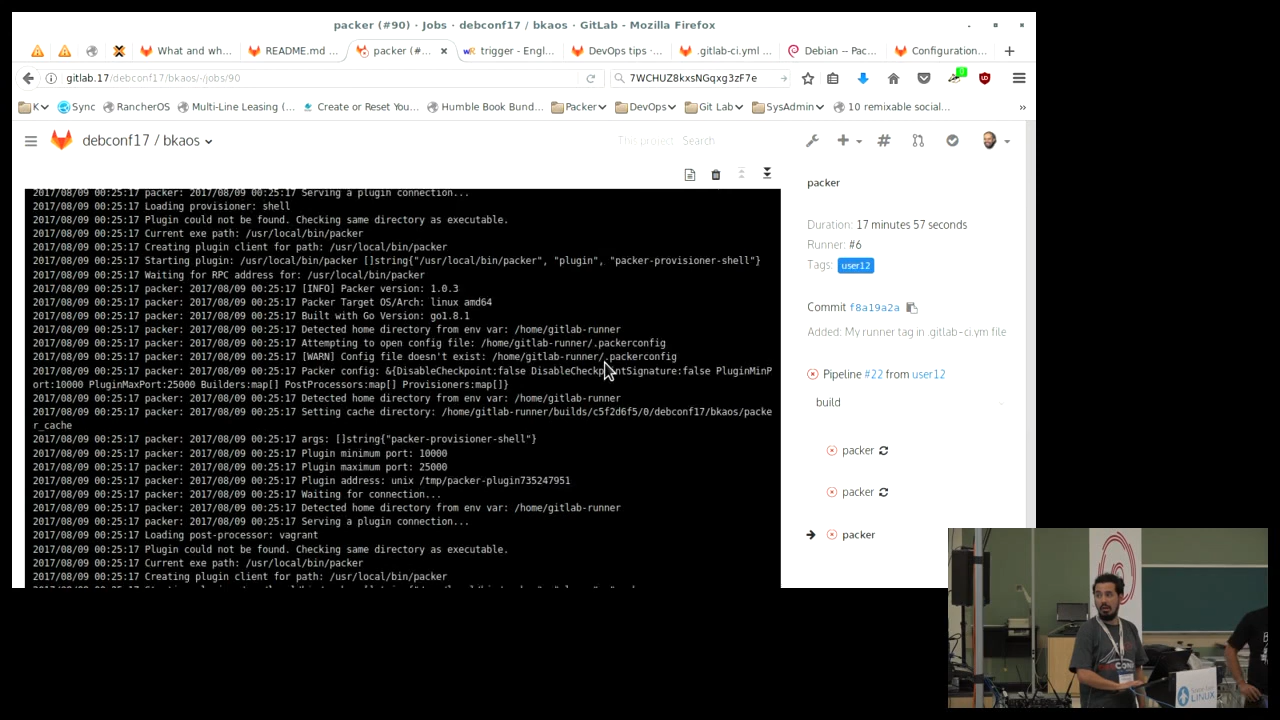 packer (#90) · Jobs · debconf17 / bkaos · GitLab - Mozilla Firefox
What and wh...
README.md ...
packer (#...
trigger - Engl...
DevOps tips ·...
.gitlab-ci.yml ...
Debian -- Pac...
Configuration...
gitlab.17/debconf17/bkaos/-/jobs/90
7WCHUZ8kxsNGqxg3zF7e
K
Sync
RancherOS
Multi-Line Leasing (...
Create or Reset You...
Humble Book Bund...
Packer
DevOps
Git Lab
SysAdmin
10 remixable social...
debconf17 / bkaos
This project Search
2017/08/09 00:25:17 packer: 2017/08/09 00:25:17 Serving a plugin connection...
2017/08/09 00:25:17 Loading provisioner: shell
2017/08/09 00:25:17 Plugin could not be found. Checking same directory as executable.
2017/08/09 00:25:17 Current exe path: /usr/local/bin/packer
2017/08/09 00:25:17 Creating plugin client for path: /usr/local/bin/packer
2017/08/09 00:25:17 Starting plugin: /usr/local/bin/packer []string{"/usr/local/bin/packer", "plugin", "packer-provisioner-shell"}
2017/08/09 00:25:17 Waiting for RPC address for: /usr/local/bin/packer
2017/08/09 00:25:17 packer: 2017/08/09 00:25:17 [INFO] Packer version: 1.0.3
2017/08/09 00:25:17 packer: 2017/08/09 00:25:17 Packer Target OS/Arch: linux amd64
2017/08/09 00:25:17 packer: 2017/08/09 00:25:17 Built with Go Version: go1.8.1
2017/08/09 00:25:17 packer: 2017/08/09 00:25:17 Detected home directory from env var: /home/gitlab-runner
2017/08/09 00:25:17 packer: 2017/08/09 00:25:17 Attempting to open config file: /home/gitlab-runner/.packerconfig
2017/08/09 00:25:17 packer: 2017/08/09 00:25:17 [WARN] Config file doesn't exist: /home/gitlab-runner/.packerconfig
2017/08/09 00:25:17 packer: 2017/08/09 00:25:17 Packer config: &{DisableCheckpoint:false DisableCheckpointSignature:false PluginMinP
ort:10000 PluginMaxPort:25000 Builders:map[] PostProcessors:map[] Provisioners:map[]}
2017/08/09 00:25:17 packer: 2017/08/09 00:25:17 Detected home directory from env var: /home/gitlab-runner
2017/08/09 00:25:17 packer: 2017/08/09 00:25:17 Setting cache directory: /home/gitlab-runner/builds/c5f2d6f5/0/debconf17/bkaos/packe
r_cache
2017/08/09 00:25:17 packer: 2017/08/09 00:25:17 args: []string{"packer-provisioner-shell"}
2017/08/09 00:25:17 packer: 2017/08/09 00:25:17 Plugin minimum port: 10000
2017/08/09 00:25:17 packer: 2017/08/09 00:25:17 Plugin maximum port: 25000
2017/08/09 00:25:17 packer: 2017/08/09 00:25:17 Plugin address: unix /tmp/packer-plugin735247951
2017/08/09 00:25:17 packer: 2017/08/09 00:25:17 Waiting for connection...
2017/08/09 00:25:17 packer: 2017/08/09 00:25:17 Detected home directory from env var: /home/gitlab-runner
2017/08/09 00:25:17 packer: 2017/08/09 00:25:17 Serving a plugin connection...
2017/08/09 00:25:17 Loading post-processor: vagrant
2017/08/09 00:25:17 Plugin could not be found. Checking same directory as executable.
2017/08/09 00:25:17 Current exe path: /usr/local/bin/packer
2017/08/09 00:25:17 Creating plugin client for path: /usr/local/bin/packer
packer
Duration: 17 minutes 57 seconds
Runner: #6
Tags: user12
Commit f8a19a2a
Added: My runner tag in .gitlab-ci.ym file
Pipeline #22 from user12
build
packer
packer
packer
LINUX